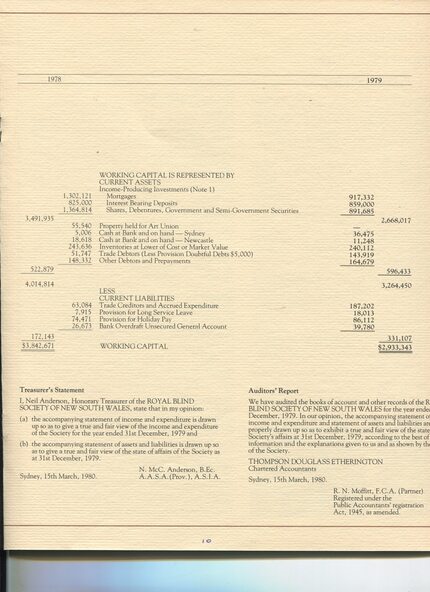 1978 1979
WORKING CAPITAL IS REPRESENTED BY
CURRENT ASSETS
Income-Producing Investments (Note 1)
1,302,121 Mortgages 917,332
825,000 Interest Bearing Deposits 859,000
1,364,814 Shares, Debentures, Government and Semi-Government Securities 891,685
3,491,935 2,668,017
55,540 Property held for Art Union —
5,006 Cash at Bank and on hand — Sydney 36,475
18,618 Cash at Bank and on hand — Newcastle 11,248
243,636 Inventories at Lower of Cost or Market Value 240,112
51,747 Trade Debtors (Less Provision Doubtful Debts $5,000) 143,919
148,332 Other Debtors and Prepayments 164,679
522,879 596,433
4,014,814 3,264,450
LESS
CURRENT LIABILITIES
63,084 Trade Creditors and Accrued Expenditure 187,202
7,915 Provision for Long Service Leave 18,013
74,471 Provision for Holiday Pay 86,112
26,673 Bank Overdraft Unsecured General Account 39,780
172,143 331,107
$3,842,671 WORKING CAPITAL $2,933,343
Treasurer's Statement
I, Neil Anderson, Honorary Treasurer of the ROYAL BLIND
SOCIETY OF NEW SOUTH WALES, state that in my opinion:
(a) the accompanying statement of income and expenditure is drawn
up so as to give a true and fair view of the income and expenditure
of the Society for the year ended 31st December, 1979 and
(b) the accompanying statement of assets and liabilities is drawn up so
as to give a true and fair view of the state of affairs of the Society as
at 31st December, 1979.
N. McC. Anderson, B.Ec.
Sydney, 15th March, 1980. A.A.S.A. (Prov.), A.S.I.A.
Auditors' Report
We have audited the books of account and other records of the R
BLIND SOCIETY OF NEW SOUTH WALES for the year ende
December, 1979. In our opinion, the accompanying statement o
income and expenditure and statement of assets and liabilities are
properly drawn up so as to exhibit a true and fair view of the state
Society's affairs at 31st December, 1979, according to the best of
information and the explanations given to us and as shown by the
of the Society.
THOMPSON DOUGLASS ETHERINGTON
Chartered Accountants
Sydney, 15th March, 1980.
R. N. Moffitt, F.C.A. (Partner)
Registered under the
Public Accountants' registration
Act, 1945, as amended.